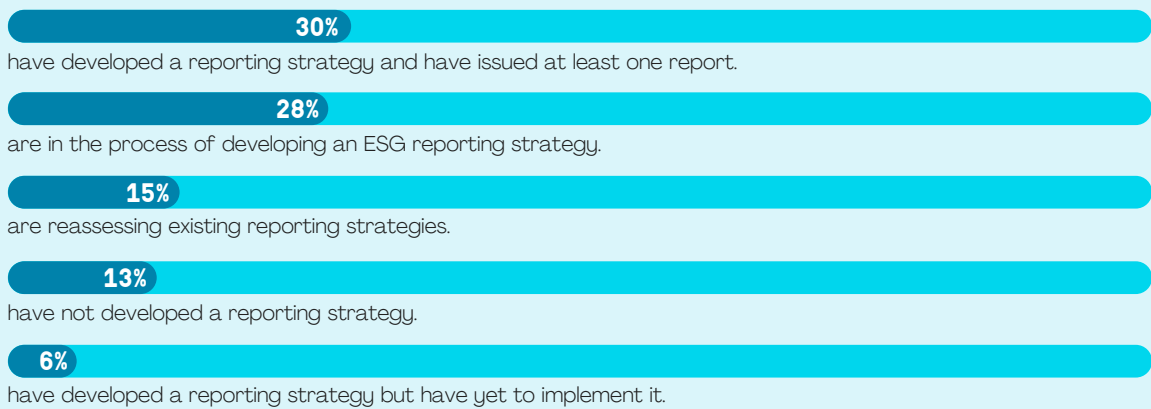 30%
have developed a reporting strategy and have issued at least one report.
28%
are in the process of developing an ESG reporting strategy.
15%
are reassessing existing reporting strategies.
13%
have not developed a reporting strategy.
6%
have developed a reporting strategy but have yet to implement it.